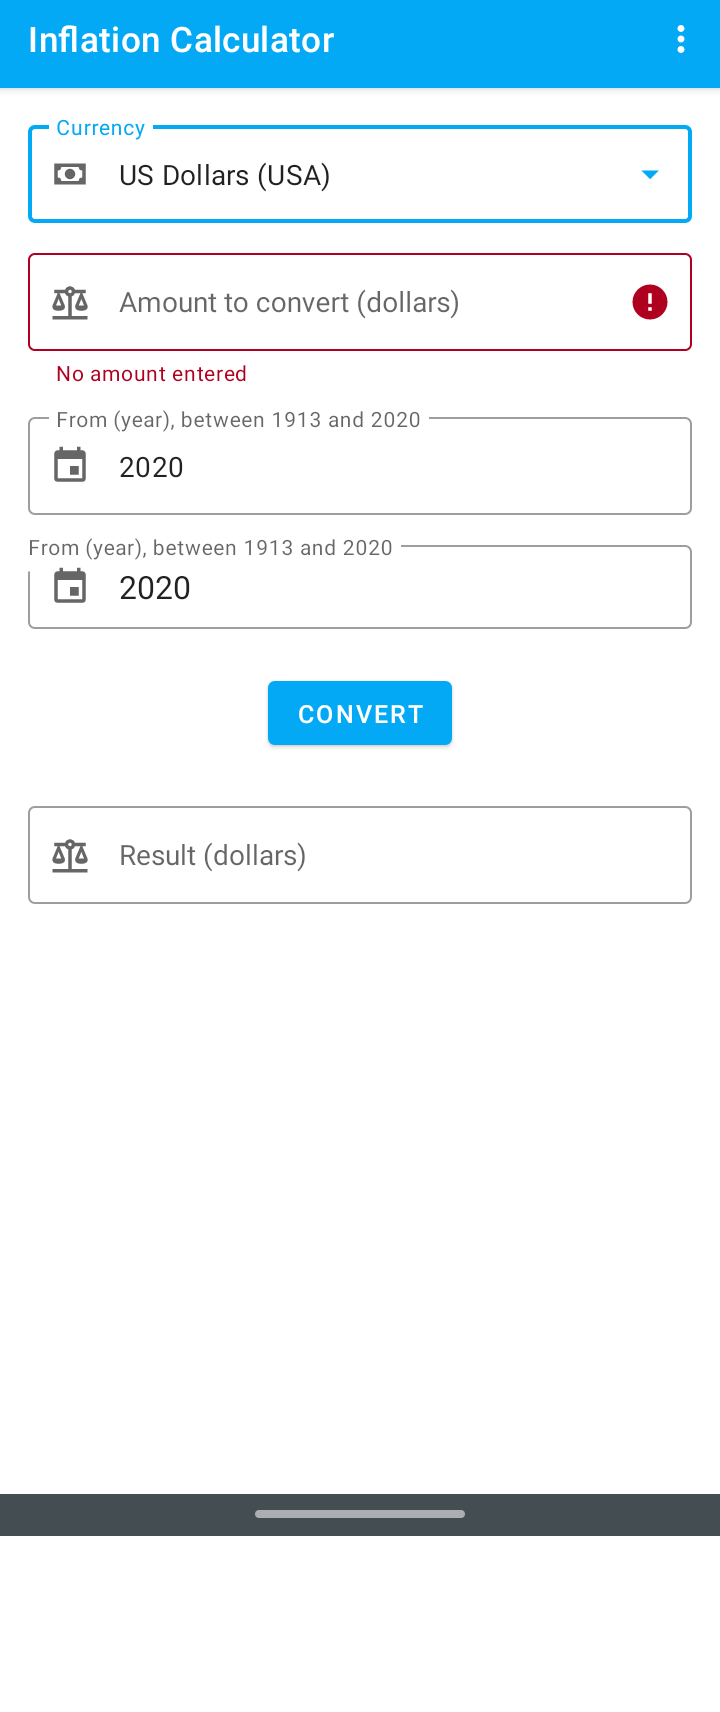 Inflation Calculator
Currency
US Dollars (USA)
Amount to convert (dollars)
No amount entered
From (year), between 1913 and 2020
2020
From (year), between 1913 and 2020
2020
CONVERT
Result (dollars)